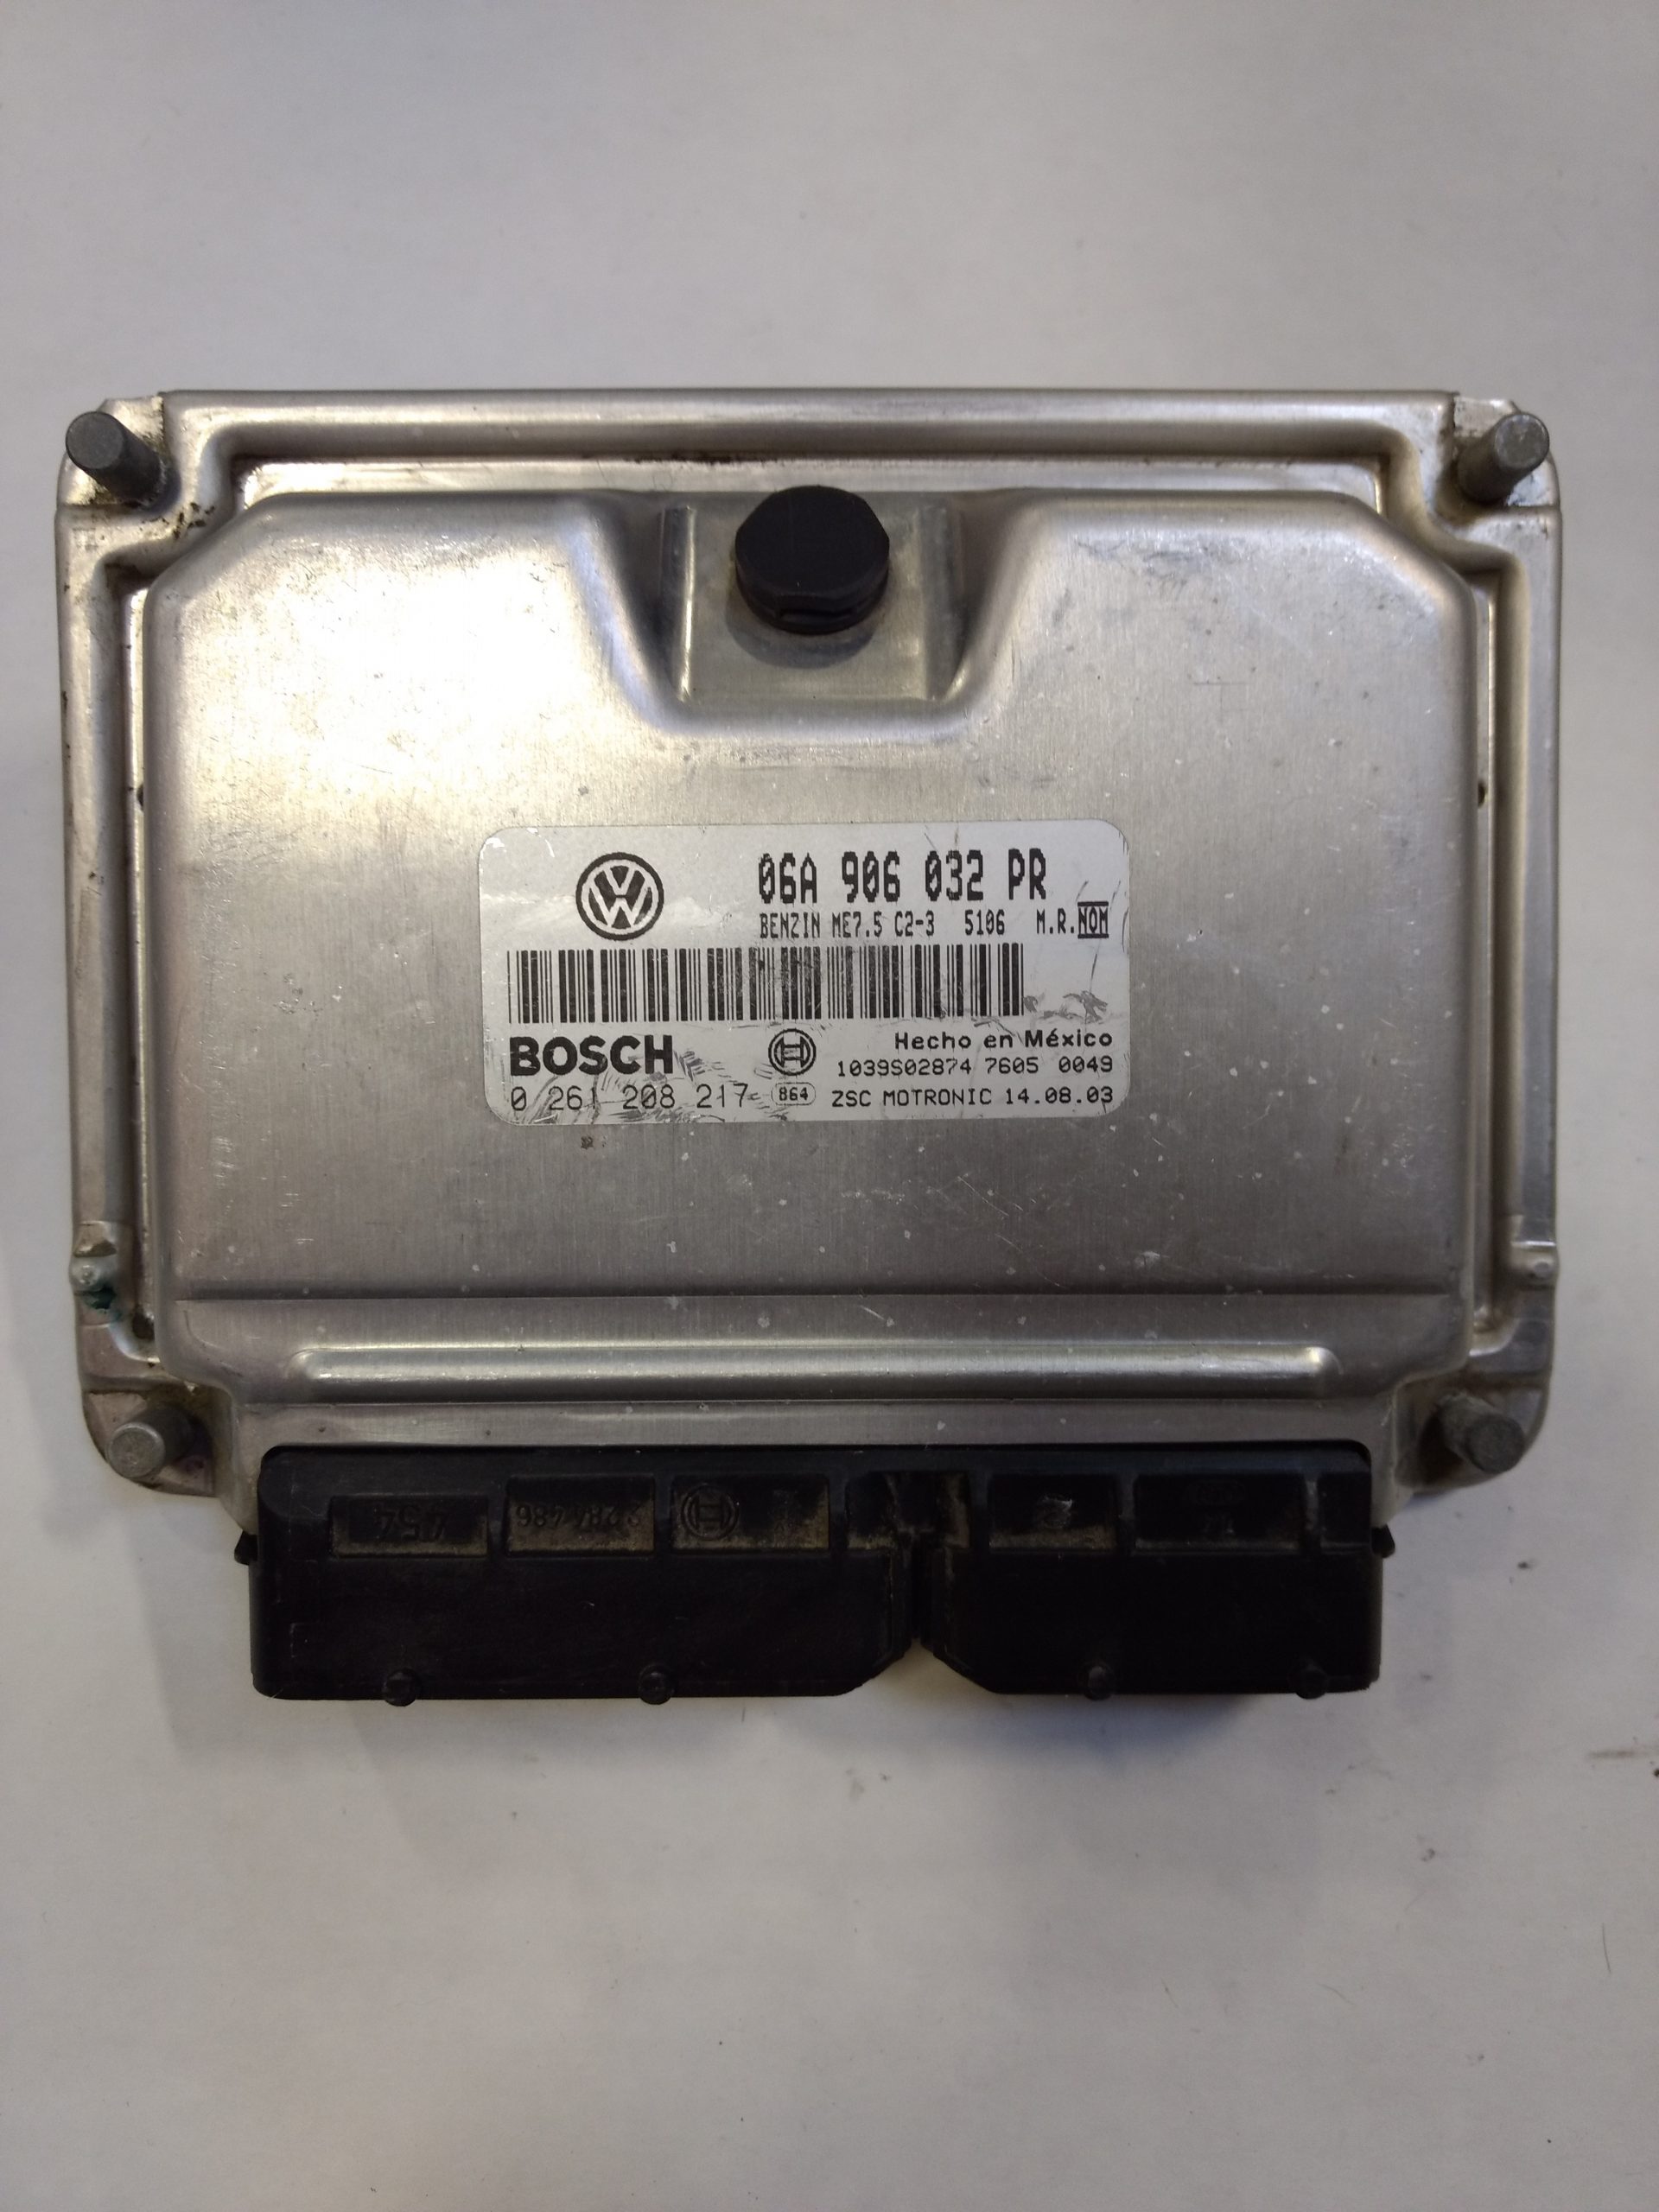 06A 906 032 PR
BENZIN ME7.5 C2-3 5106 M.R.NOM
BOSCH
Hecho en México
1039S02874 7605 0049
0 261 208 217 864 ZSC MOTRONIC 14.08.03
454